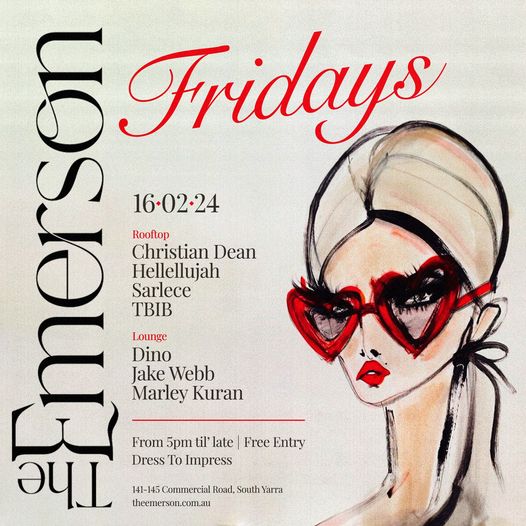 The Emerson
Fridays
16•02•24
Rooftop
Christian Dean
Hellellujah
Sarlece
TBIB
Lounge
Dino
Jake Webb
Marley Kuran
From 5pm til' late | Free Entry
Dress To Impress
141-145 Commercial Road, South Yarra
theemerson.com.au